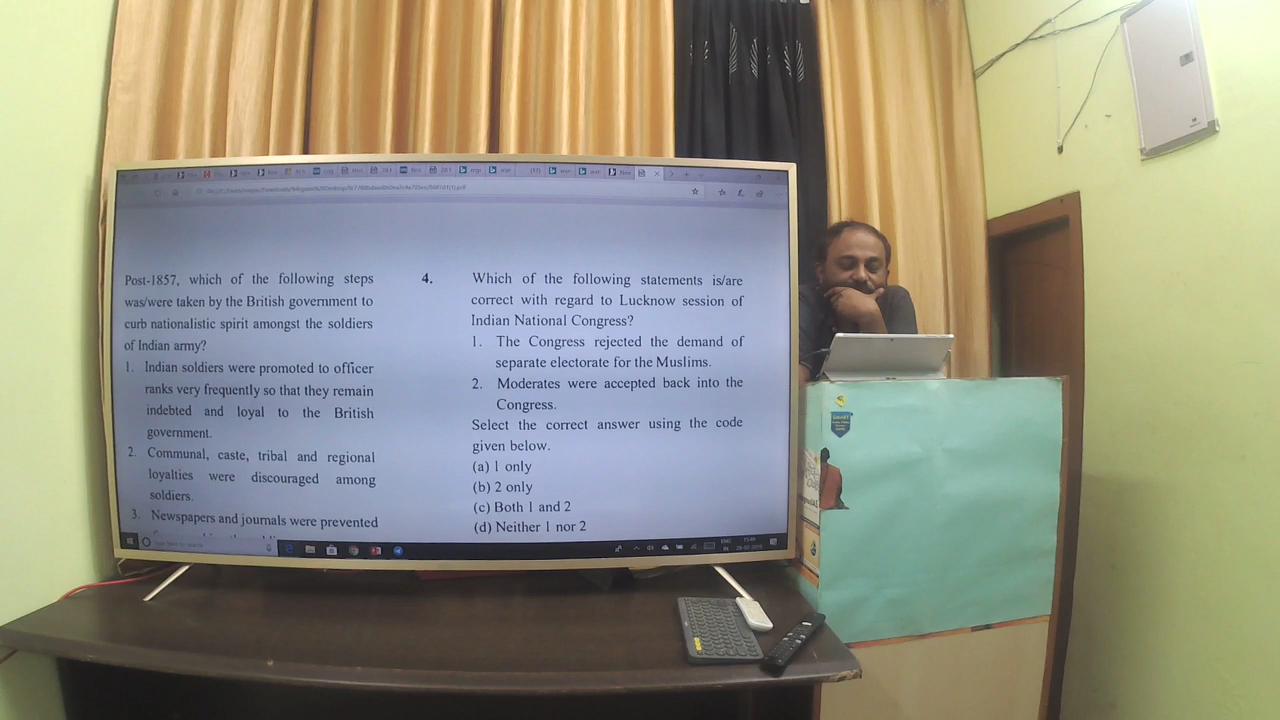 Post-1857, which of the following steps
was/were taken by the British government to
curb nationalistic spirit amongst the soldiers
of Indian army?
1. Indian soldiers were promoted to officer
ranks very frequently so that they remain
indebted and loyal to the British
government.
2. Communal, caste, tribal and regional
loyalties were discouraged among
soldiers.
3. Newspapers and journals were prevented
4. Which of the following statements is/are
correct with regard to Lucknow session of
Indian National Congress?
1. The Congress rejected the demand of
separate electorate for the Muslims.
2. Moderates were accepted back into the
Congress.
Select the correct answer using the code
given below.
(a) 1 only
(b) 2 only
(c) Both 1 and 2
(d) Neither 1 nor 2